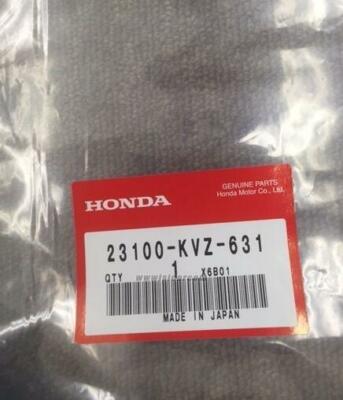 GENUINE PARTS
Honda Motor Co., Ltd.
HONDA
23100-KVZ-631
QTY 1 X6B01
MADE IN JAPAN